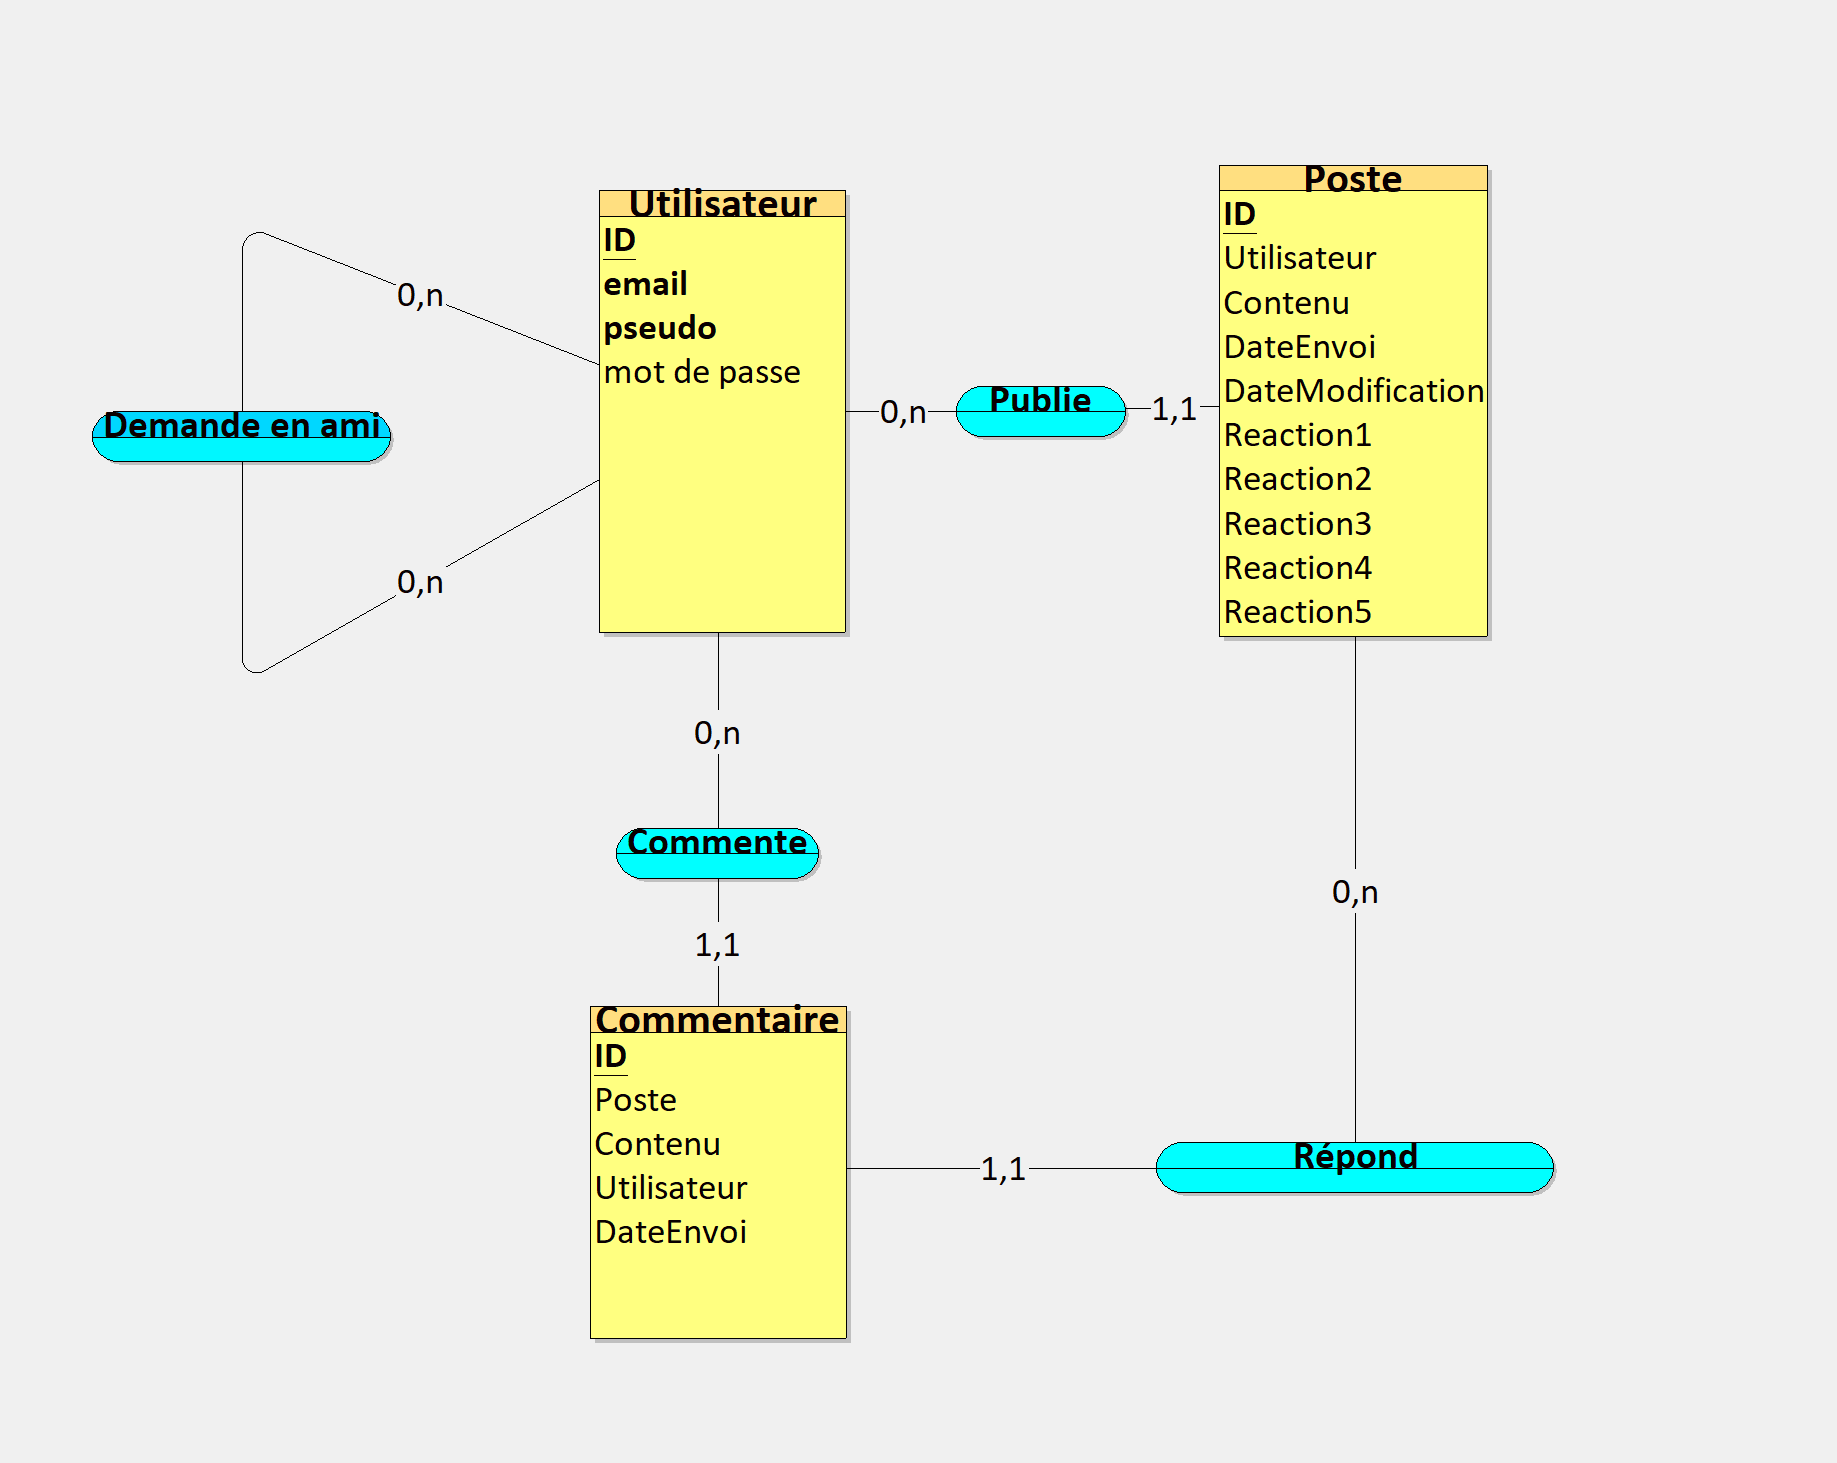 Utilisateur
ID
email
pseudo
mot de passe
Poste
ID
Utilisateur
Contenu
DateEnvoi
DateModification
Reaction1
Reaction2
Reaction3
Reaction4
Reaction5
0,n
Demande en ami
0,n
0,n
Publie
1,1
0,n
Commente
1,1
0,n
Commentaire
ID
Poste
Contenu
Utilisateur
DateEnvoi
1,1
Répond